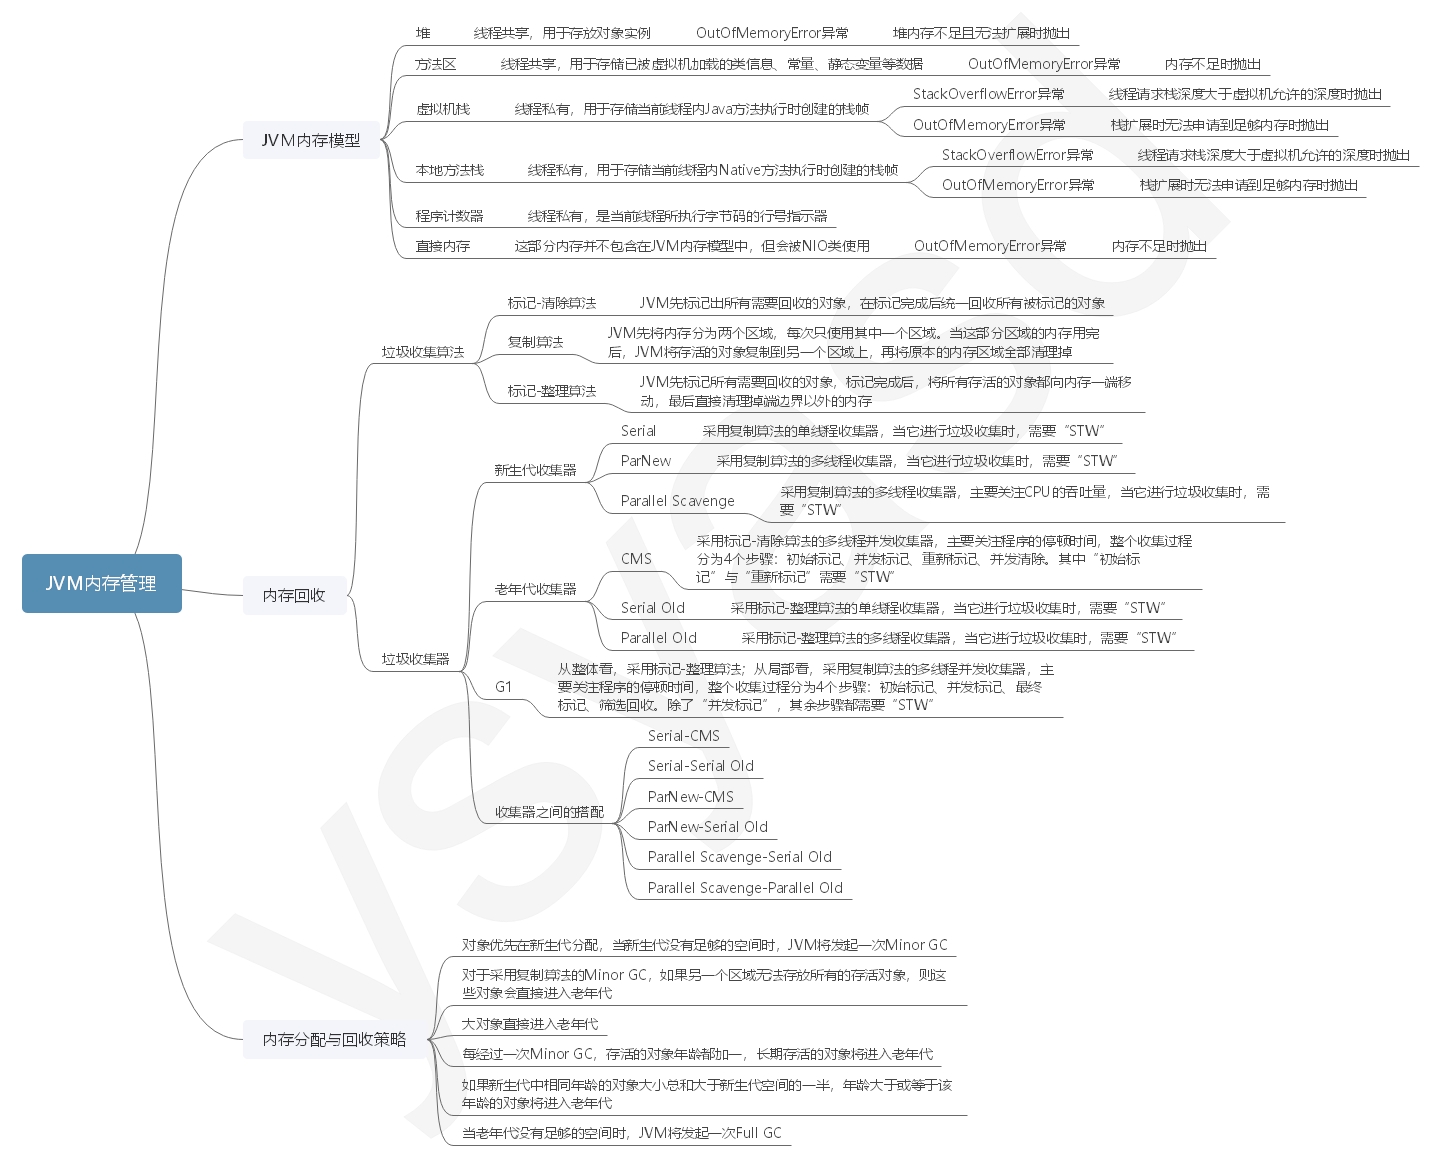 JVM内存管理
JVM内存模型
堆 线程共享，用于存放对象实例 OutOfMemoryError异常 堆内存不足且无法扩展时抛出
方法区 线程共享，用于存储已被虚拟机加载的类信息、常量、静态变量等数据 OutOfMemoryError异常 内存不足时抛出
虚拟机栈 线程私有，用于存储当前线程内Java方法执行时创建的栈帧
StackOverflowError异常 线程请求栈深度大于虚拟机允许的深度时抛出
OutOfMemoryError异常 栈扩展时无法申请到足够内存时抛出
本地方法栈 线程私有，用于存储当前线程内Native方法执行时创建的栈帧
StackOverflowError异常 线程请求栈深度大于虚拟机允许的深度时抛出
OutOfMemoryError异常 栈扩展时无法申请到足够内存时抛出
程序计数器 线程私有，是当前线程所执行字节码的行号指示器
直接内存 这部分内存并不包含在JVM内存模型中，但会被NIO类使用 OutOfMemoryError异常 内存不足时抛出
内存回收
垃圾收集算法
标记-清除算法 JVM先标记出所有需要回收的对象，在标记完成后统一回收所有被标记的对象
复制算法
JVM先将内存分为两个区域，每次只使用其中一个区域。当这部分区域的内存用完
后，JVM将存活的对象复制到另一个区域上，再将原本的内存区域全部清理掉
标记-整理算法
JVM先标记所有需要回收的对象，标记完成后，将所有存活的对象都向内存一端移
动，最后直接清理掉端边界以外的内存
垃圾收集器
新生代收集器
Serial 采用复制算法的单线程收集器，当它进行垃圾收集时，需要“STW”
ParNew 采用复制算法的多线程收集器，当它进行垃圾收集时，需要“STW”
Parallel Scavenge
采用复制算法的多线程收集器，主要关注CPU的吞吐量，当它进行垃圾收集时，需
要“STW”
老年代收集器
CMS
采用标记-清除算法的多线程并发收集器，主要关注程序的停顿时间，整个收集过程
分为4个步骤：初始标记、并发标记、重新标记、并发清除。其中“初始标
记”与“重新标记”需要“STW”
Serial Old 采用标记-整理算法的单线程收集器，当它进行垃圾收集时，需要“STW”
Parallel Old 采用标记-整理算法的多线程收集器，当它进行垃圾收集时，需要“STW”
G1
从整体看，采用标记-整理算法；从局部看，采用复制算法的多线程并发收集器，主
要关注程序的停顿时间，整个收集过程分为4个步骤：初始标记、并发标记、最终
标记、筛选回收。除了“并发标记”，其余步骤都需要“STW”
收集器之间的搭配
Serial-CMS
Serial-Serial Old
ParNew-CMS
ParNew-Serial Old
Parallel Scavenge-Serial Old
Parallel Scavenge-Parallel Old
内存分配与回收策略
对象优先在新生代分配，当新生代没有足够的空间时，JVM将发起一次Minor GC
对于采用复制算法的Minor GC，如果另一个区域无法存放所有的存活对象，则这
些对象会直接进入老年代
大对象直接进入老年代
每经过一次Minor GC，存活的对象年龄都加一，长期存活的对象将进入老年代
如果新生代中相同年龄的对象大小总和大于新生代空间的一半，年龄大于或等于该
年龄的对象将进入老年代
当老年代没有足够的空间时，JVM将发起一次Full GC
ysyasd